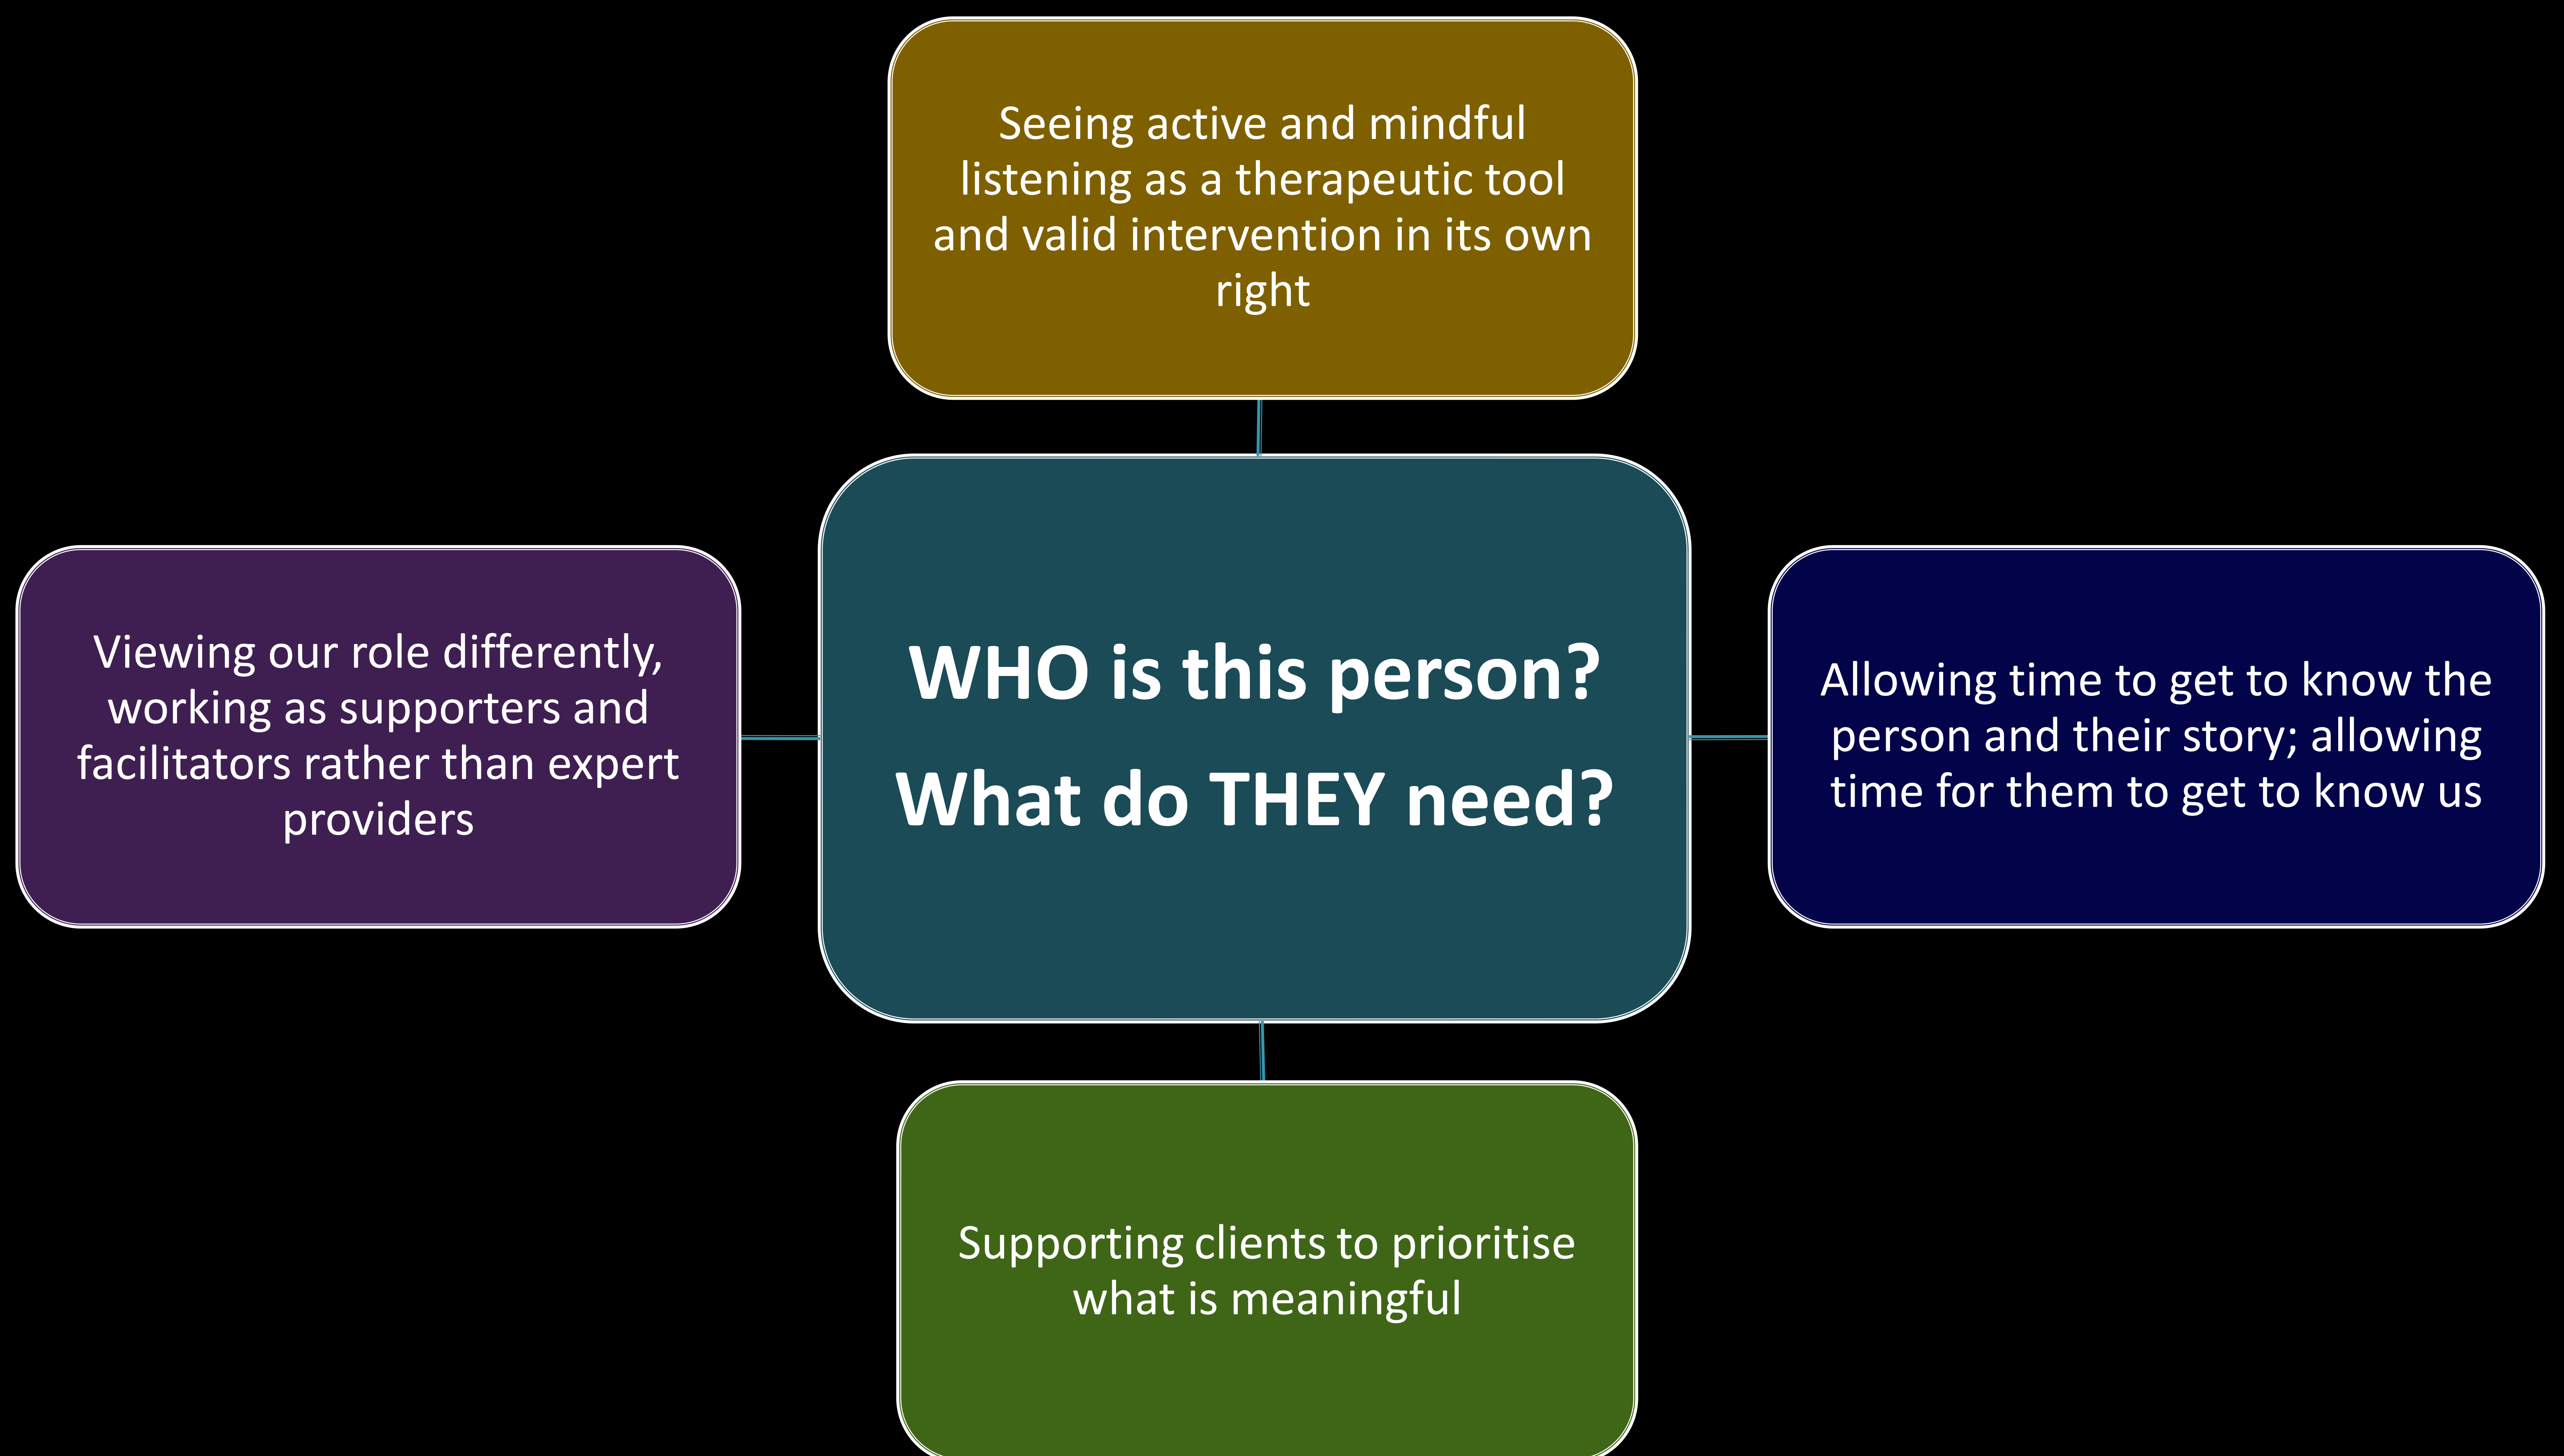 Seeing active and mindful
listening as a therapeutic tool
and valid intervention in its own
right
Viewing our role differently,
working as supporters and
facilitators rather than expert
providers
WHO is this person?
What do THEY need?
Allowing time to get to know the
person and their story; allowing
time for them to get to know us
Supporting clients to prioritise
what is meaningful